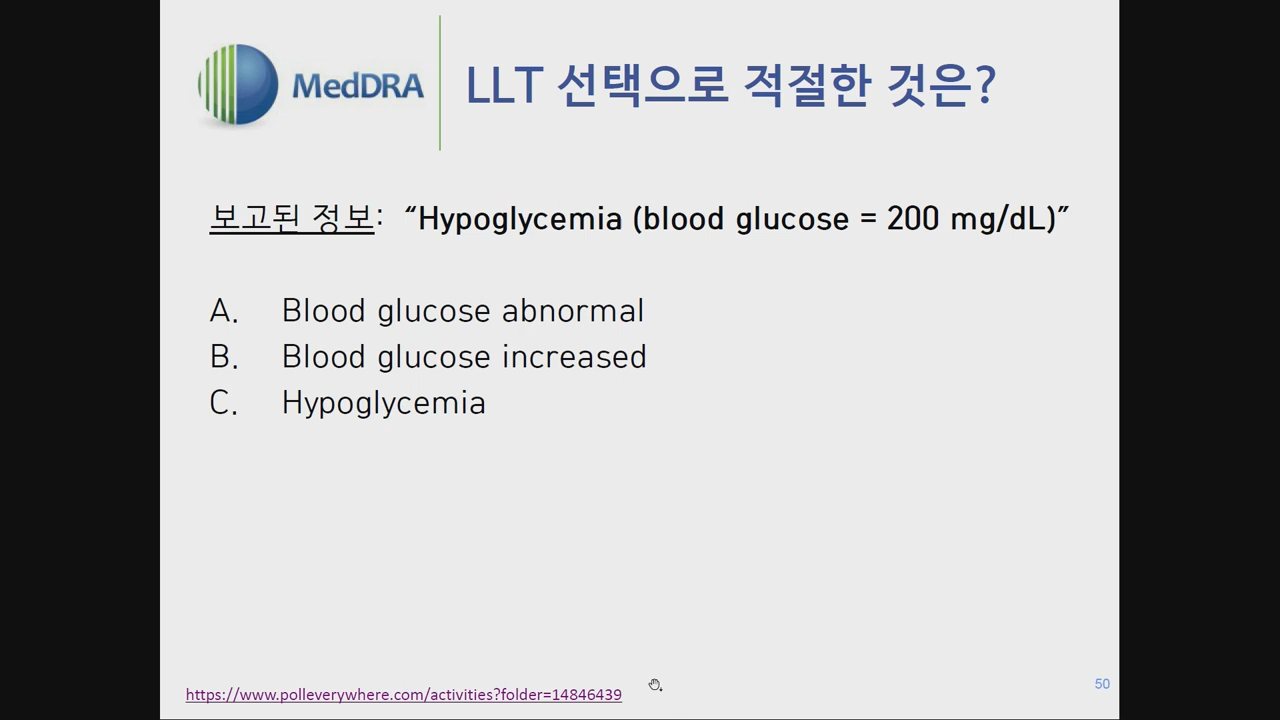 MedDRA
LLT 선택으로 적절한 것은?
보고된 정보: “Hypoglycemia (blood glucose = 200 mg/dL)”
A. Blood glucose abnormal
B. Blood glucose increased
C. Hypoglycemia
https://www.polleverywhere.com/activities?folder=14846439
50